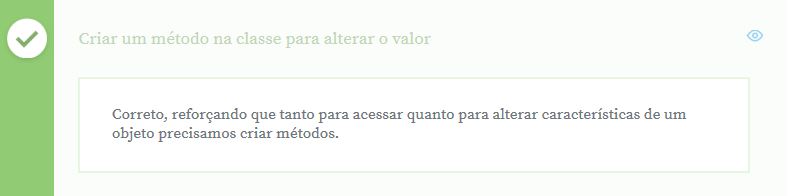 Criar um método na classe para alterar o valor
Correto, reforçando que tanto para acessar quanto para alterar características de um
objeto precisamos criar métodos.